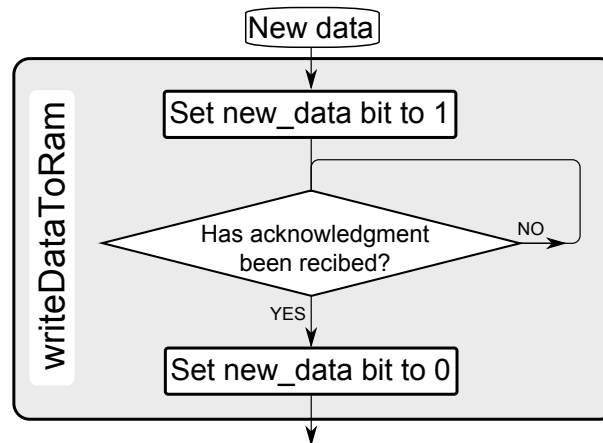 New data
writeDataToRam
Set new_data bit to 1
Has acknowledgment
been recibed?
NO
YES
Set new_data bit to 0